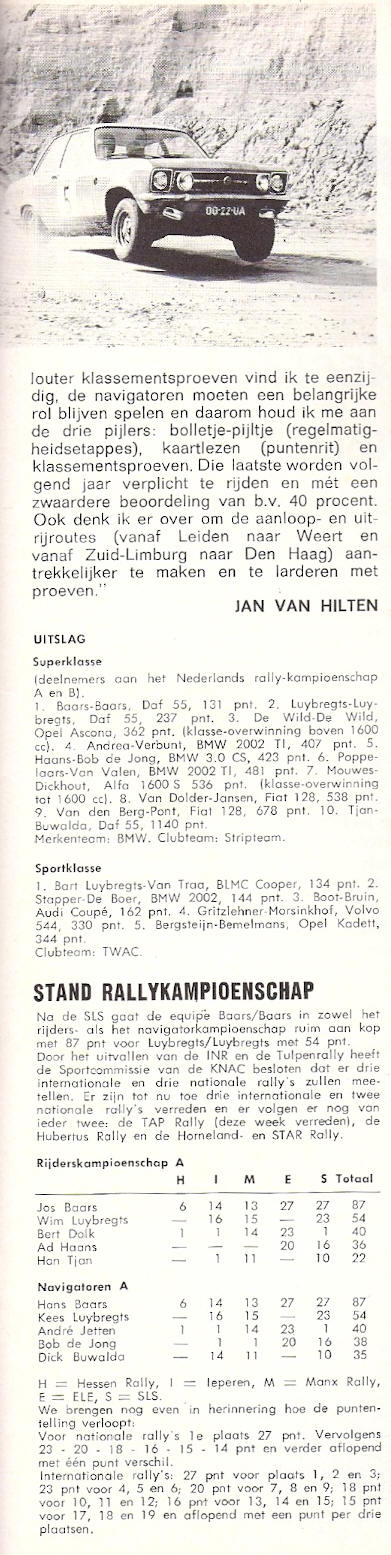 00-22-UA
louter klassementsproeven vind ik te eenzij-
dig, de navigatoren moeten een belangrijke
rol blijven spelen en daarom houd ik me aan
de drie pijlers: bolletje-pijltje (regelmatig-
heidsetappes), kaartlezen (puntenrit) en
klassementsproeven. Die laatste worden vol-
gend jaar verplicht te rijden en mét een
zwaardere beoordeling van b.v. 40 procent.
Ook denk ik er over om de aanloop- en uit-
rijroutes (vanaf Leiden naar Weert en
vanaf Zuid-Limburg naar Den Haag) aan-
trekkelijker te maken en te larderen met
proeven."
JAN VAN HILTEN
UITSLAG
Superklasse
(deelnemers aan het Nederlands rally-kampioenschap
A en B).
1. Baars-Baars, Daf 55, 131 pnt. 2. Luybregts-Luy-
bregts, Daf 55, 237 pnt. 3. De Wild-De Wild,
Opel Ascona, 362 pnt. (klasse-overwinning boven 1600
cc). 4. Andrea-Verbunt, BMW 2002 TI, 407 pnt. 5.
Haans-Bob de Jong, BMW 3.0 CS, 423 pnt. 6. Poppe-
laars-Van Valen, BMW 2002 TI, 481 pnt. 7. Mouwes-
Dickhout, Alfa 1600 S 536 pnt. (klasse-overwinning
tot 1600 cc). 8. Van Dolder-Jansen, Fiat 128, 538 pnt.
9. Van den Berg-Pont, Fiat 128, 678 pnt. 10. Tjan-
Buwalda, Daf 55, 1140 pnt.
Merkenteam: BMW. Clubteam: Stripteam.
Sportklasse
1. Bart Luybregts-Van Traa, BLMC Cooper, 134 pnt. 2.
Stapper-De Boer, BMW 2002, 144 pnt. 3. Boot-Bruin,
Audi Coupé, 162 pnt. 4. Gritzlehner-Morsinkhof, Volvo
544, 330 pnt. 5. Bergsteijn-Bemelmans, Opel Kadett,
344 pnt.
Clubteam: TWAC.
STAND RALLYKAMPIOENSCHAP
Na de SLS gaat de equipe Baars/Baars in zowel het
rijders- als het navigatorkampioenschap ruim aan kop
met 87 pnt voor Luybregts/Luybregts met 54 pnt.
Door het uitvallen van de INR en de Tulpenrally heeft
de Sportcommissie van de KNAC besloten dat er drie
internationale en drie nationale rally's zullen mee-
tellen. Er zijn tot nu toe drie internationale en twee
nationale rally's verreden en er volgen er nog van
ieder twee: de TAP Rally (deze week verreden), de
Hubertus Rally en de Horneland- en STAR Rally.
Rijderskampioenschap A
H I M E S Totaal
Jos Baars 6 14 13 27 27 87
Wim Luybregts — 16 15 — 23 54
Bert Dolk 1 1 14 23 1 40
Ad Haans — — — 20 16 36
Han Tjan — 1 11 — 10 22
Navigatoren A
Hans Baars 6 14 13 27 27 87
Kees Luybregts — 16 15 — 23 54
André Jetten 1 1 14 23 1 40
Bob de Jong — 1 1 20 16 38
Dick Buwalda — 14 11 — 10 35
H = Hessen Rally, I = Ieperen, M = Manx Rally,
E = ELE, S = SLS.
We brengen nog even in herinnering hoe de punten-
telling verloopt:
Voor nationale rally's 1e plaats 27 pnt. Vervolgens
23 - 20 - 18 - 16 - 15 - 14 pnt en verder aflopend
met één punt verschil.
Internationale rally's: 27 pnt voor plaats 1, 2 en 3;
23 pnt voor 4, 5 en 6; 20 pnt voor 7, 8 en 9; 18 pnt
voor 10, 11 en 12; 16 pnt voor 13, 14 en 15; 15 pnt
voor 17, 18 en 19 en aflopend met een punt per drie
plaatsen.